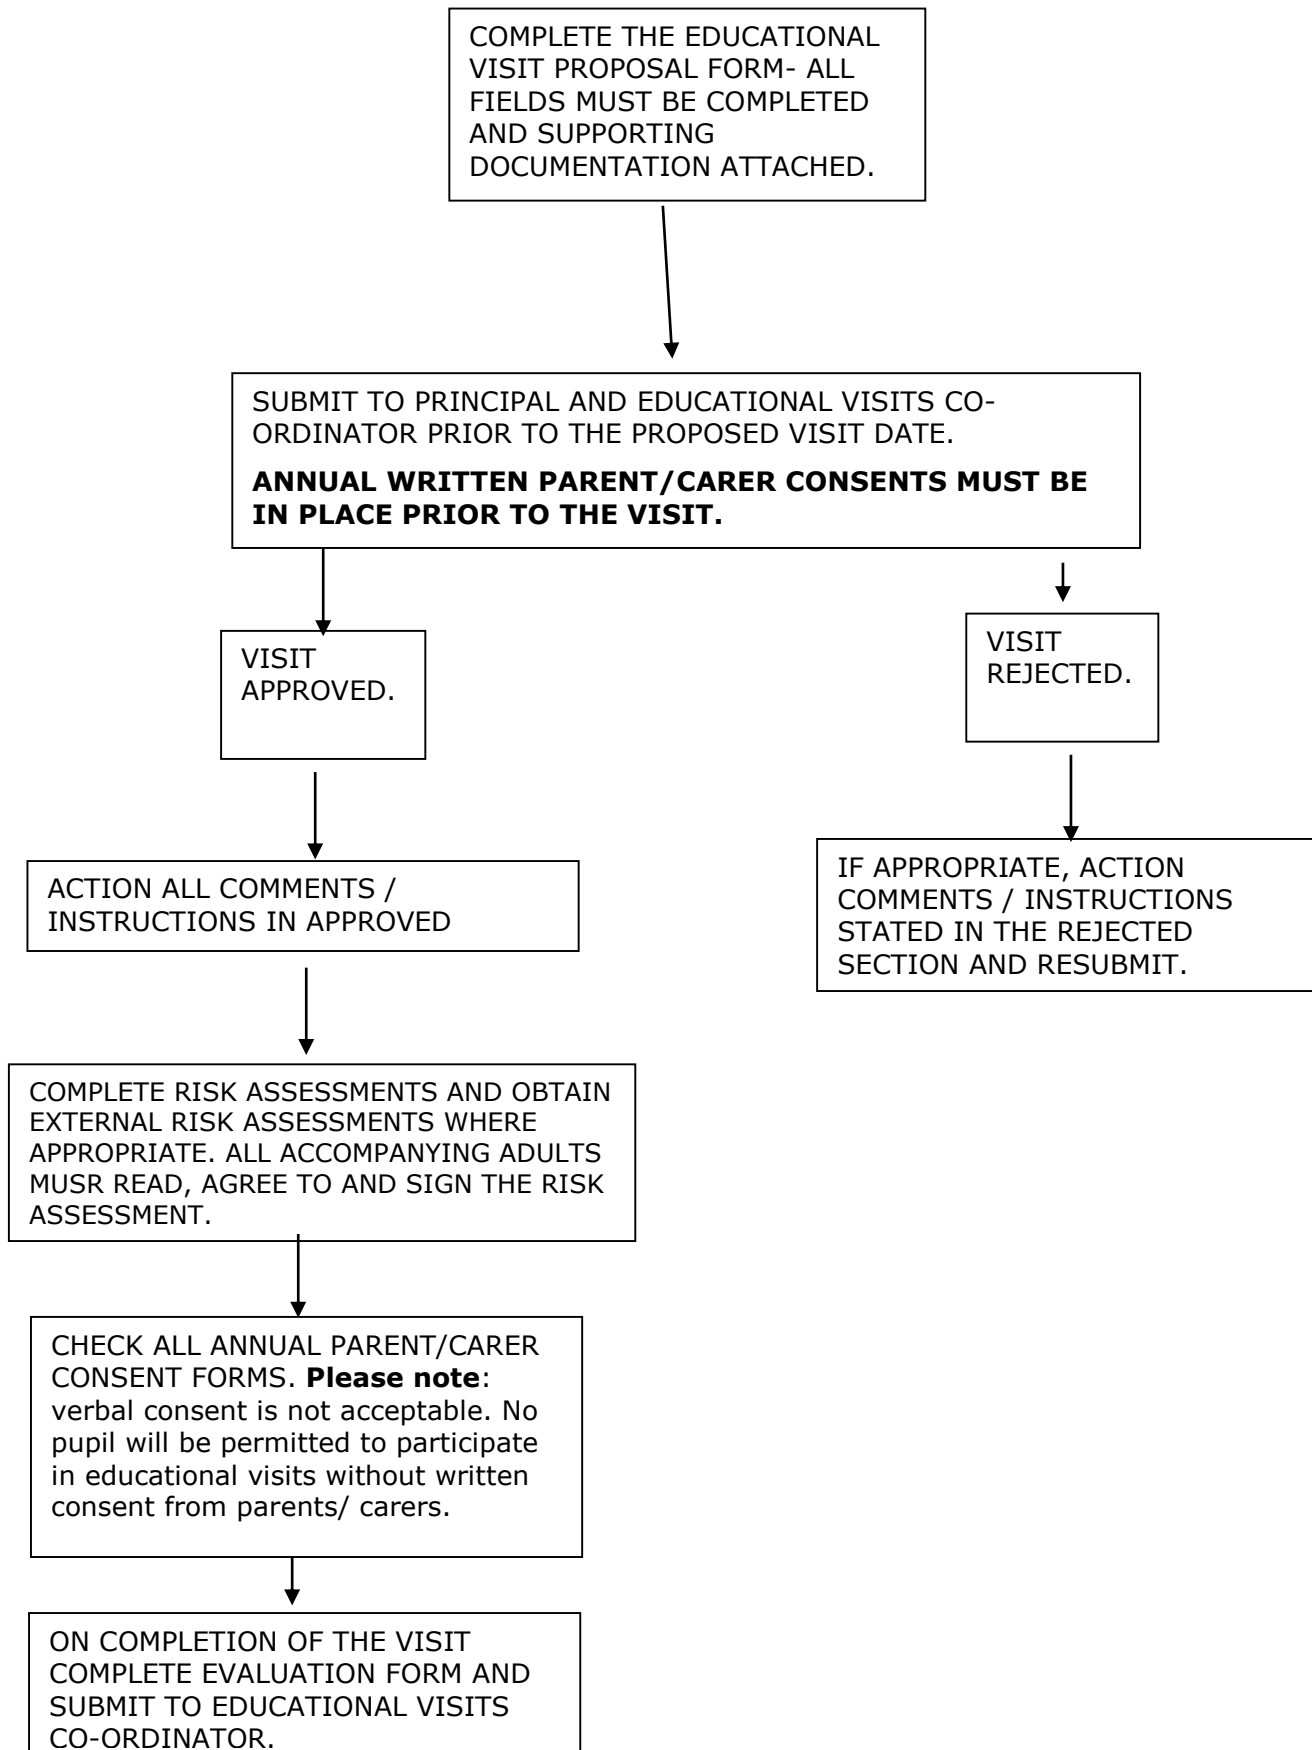 COMPLETE THE EDUCATIONAL
VISIT PROPOSAL FORM- ALL
FIELDS MUST BE COMPLETED
AND SUPPORTING
DOCUMENTATION ATTACHED.
SUBMIT TO PRINCIPAL AND EDUCATIONAL VISITS CO-
ORDINATOR PRIOR TO THE PROPOSED VISIT DATE.
ANNUAL WRITTEN PARENT/CARER CONSENTS MUST BE
IN PLACE PRIOR TO THE VISIT.
VISIT
APPROVED.
VISIT
REJECTED.
ACTION ALL COMMENTS /
INSTRUCTIONS IN APPROVED
IF APPROPRIATE, ACTION
COMMENTS / INSTRUCTIONS
STATED IN THE REJECTED
SECTION AND RESUBMIT.
COMPLETE RISK ASSESSMENTS AND OBTAIN
EXTERNAL RISK ASSESSMENTS WHERE
APPROPRIATE. ALL ACCOMPANYING ADULTS
MUSR READ, AGREE TO AND SIGN THE RISK
ASSESSMENT.
CHECK ALL ANNUAL PARENT/CARER
CONSENT FORMS. Please note:
verbal consent is not acceptable. No
pupil will be permitted to participate
in educational visits without written
consent from parents/ carers.
ON COMPLETION OF THE VISIT
COMPLETE EVALUATION FORM AND
SUBMIT TO EDUCATIONAL VISITS
CO-ORDINATOR.